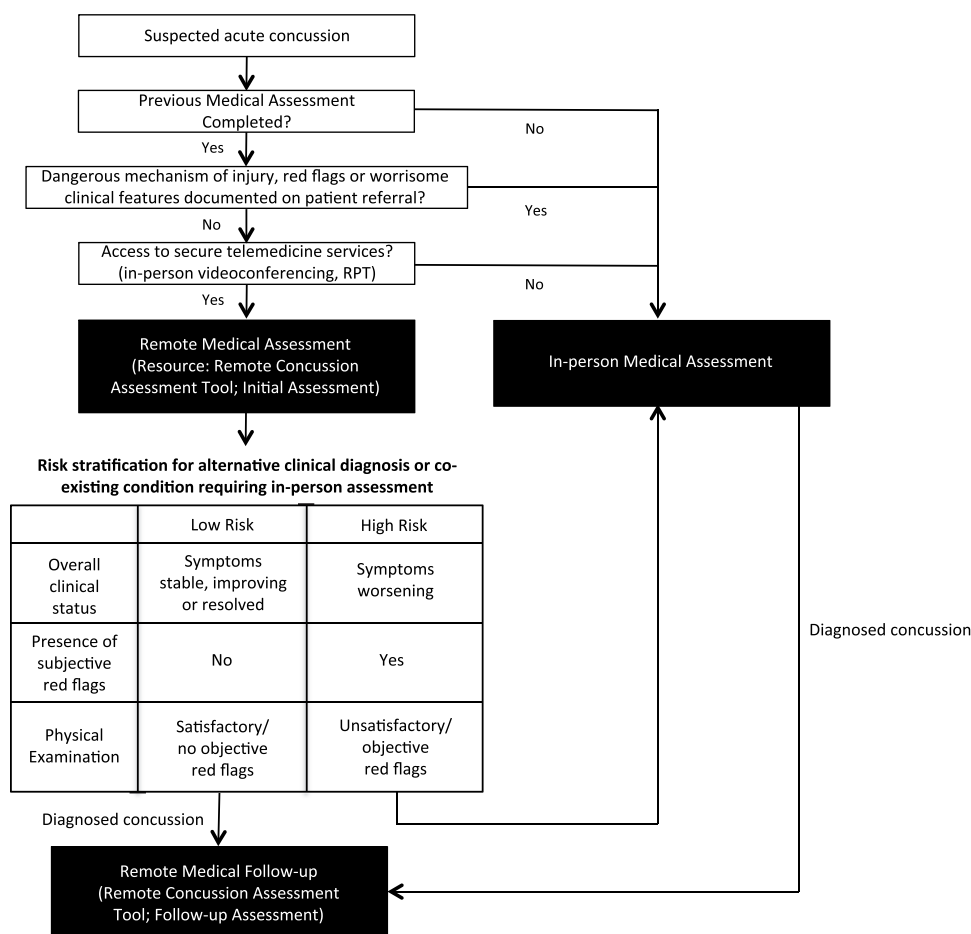 Suspected acute concussion
Previous Medical Assessment
Completed?
No
Yes
Dangerous mechanism of injury, red flags or worrisome
clinical features documented on patient referral?
Yes
No
Access to secure telemedicine services?
(in-person videoconferencing, RPT)
No
Yes
Remote Medical Assessment
(Resource: Remote Concussion
Assessment Tool; Initial Assessment)
In-person Medical Assessment
Risk stratification for alternative clinical diagnosis or co-
existing condition requiring in-person assessment
Low Risk
High Risk
Overall
clinical
status
Symptoms
stable, improving
or resolved
Symptoms
worsening
Presence of
subjective
red flags
No
Yes
Physical
Examination
Satisfactory/
no objective
red flags
Unsatisfactory/
objective
red flags
Diagnosed concussion
Diagnosed concussion
Remote Medical Follow-up
(Remote Concussion Assessment
Tool; Follow-up Assessment)